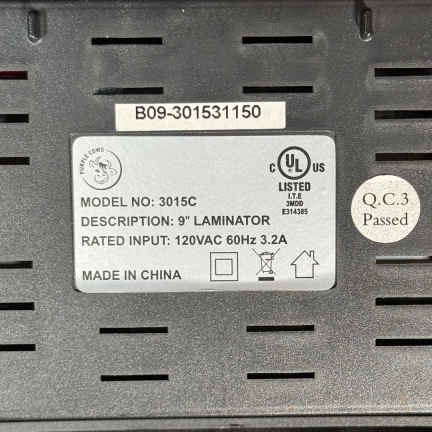 B09-301531150
PURPLE COWS
C UL US
LISTED
I.T.E
3MDD
E314385
MODEL NO: 3015C
DESCRIPTION: 9" LAMINATOR
RATED INPUT: 120VAC 60Hz 3.2A
MADE IN CHINA
Q.C.3
Passed